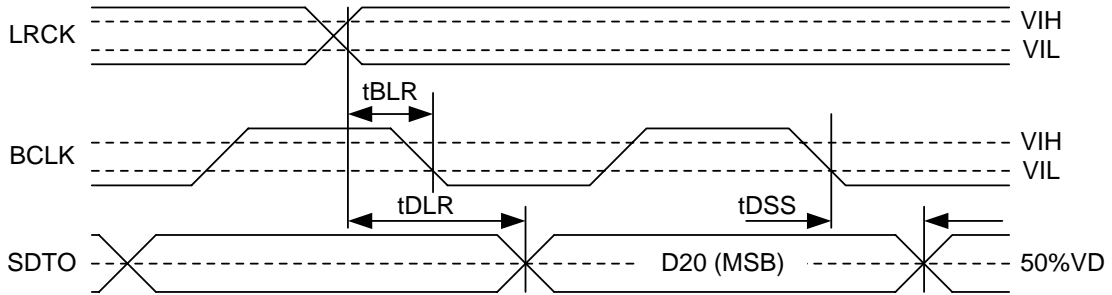 LRCK
VIH
VIL
tBLR
BCLK
VIH
VIL
tDLR
tDSS
SDTO
D20 (MSB)
50%VD